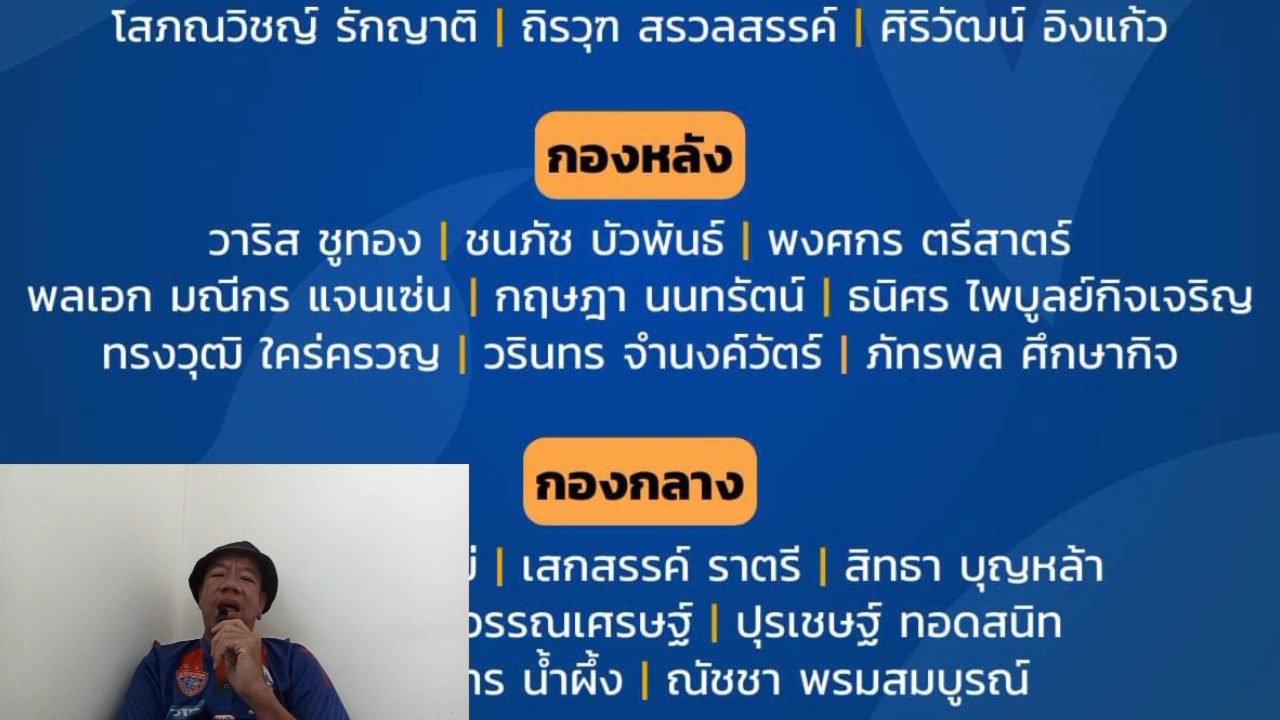 โสภณวิชญ์ รักญาติ | ถิรวุฑ สรวลสรรค์ | ศิริวัฒน์ อิงแก้ว
กองหลัง
วาริส ชูทอง | ชนภัช บัวพันธ์ | พงศกร ตรีสาตร์
พลเอก มณีกร แจนเซ่น | กฤษฎา นนทรัตน์ | ธนิศร ไพบูลย์กิจเจริญ
ทรงวุฒิ ใคร่ครวญ | วรินทร จำนงค์วัตร์ | ภัทรพล ศึกษากิจ
กองกลาง
| เสกสรรค์ ราตรี | สิทธา บุญหล้า
| ปุรเชษฐ์ ทอดสนิท
น้ำผึ้ง | ณัชชา พรมสมบูรณ์